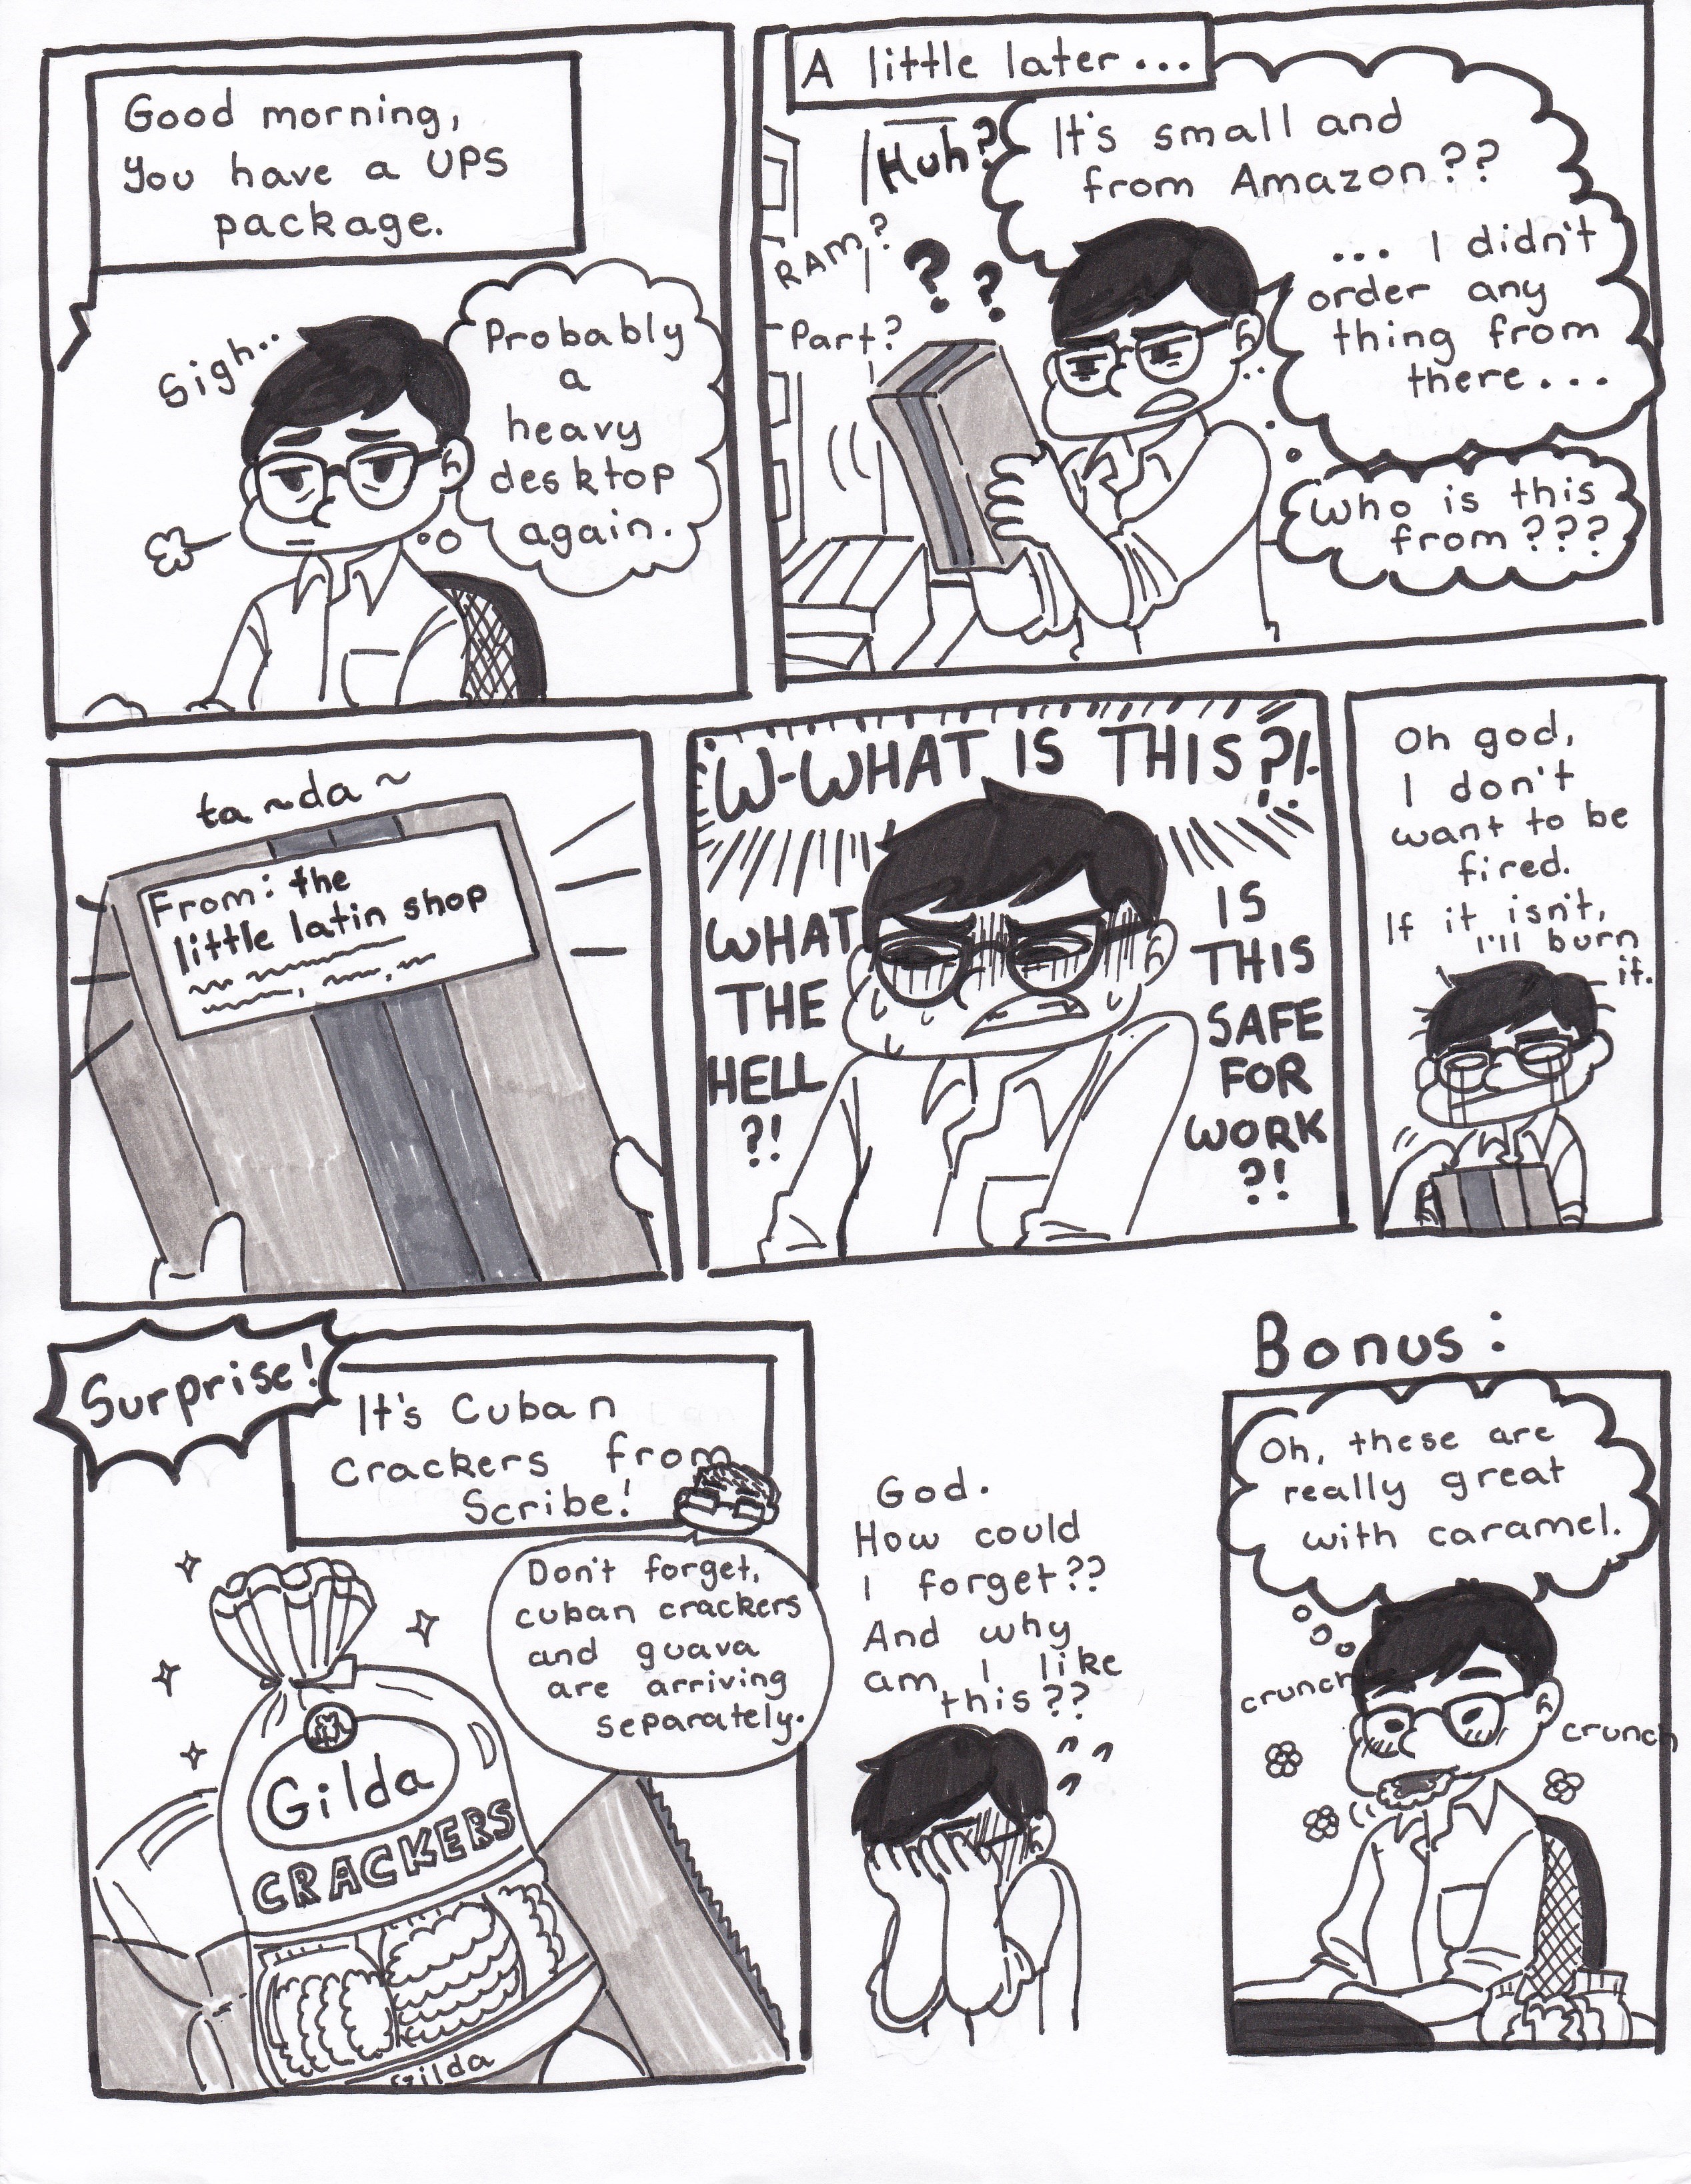 Good morning,
You have a UPS
package.
Sigh..
Probably
a
heavy
desktop
again.
A little later...
Huh?
RAM?
Part?
It's small and
from Amazon??
... I didn't
order any
thing from
there...
Who is this
from???
ta~da~
From: the
little latin shop
W-WHAT IS THIS?!
WHAT
THE
HELL
?!
IS
THIS
SAFE
FOR
WORK
?!
Oh god,
I don't
want to be
fired.
If it isn't,
I'll burn
it.
Surprise!
It's Cuban
crackers from
Scribe!
Don't forget,
cuban crackers
and guava
are arriving
separately.
Gilda
CRACKERS
Gilda
God.
How could
I forget??
And why
am I like
this??
Bonus:
Oh, these are
really great
with caramel.
crunch
crunch